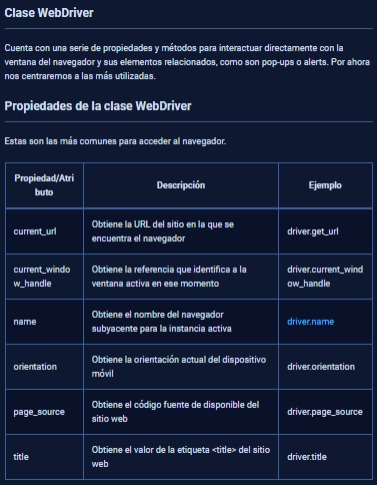 Clase WebDriver
Cuenta con una serie de propiedades y métodos para interactuar directamente con la
ventana del navegador y sus elementos relacionados, como son pop-ups o alerts. Por ahora
nos centraremos a las más utilizadas.
Propiedades de la clase WebDriver
Estas son las más comunes para acceder al navegador.
Propiedad/Atri
buto
Descripción
Ejemplo
current_url
Obtiene la URL del sitio en la que se
encuentra el navegador
driver.get_url
current_windo
w_handle
Obtiene la referencia que identifica a la
ventana activa en ese momento
driver.current_wind
ow_handle
name
Obtiene el nombre del navegador
subyacente para la instancia activa
driver.name
orientation
Obtiene la orientación actual del dispositivo
móvil
driver.orientation
page_source
Obtiene el código fuente de disponible del
sitio web
driver.page_source
title
Obtiene el valor de la etiqueta <title> del sitio
web
driver.title